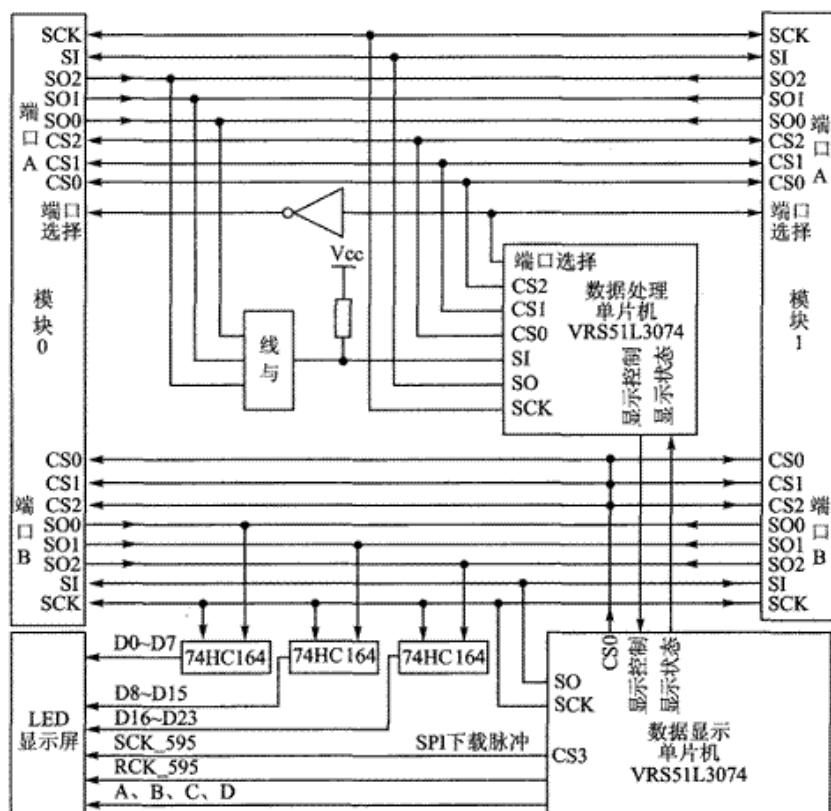 SCK
SI
SO2
SO1
SO0
CS2
CS1
CS0
端口
选择
端口A
模块0
SCK
SI
SO2
SO1
SO0
CS2
CS1
CS0
端口
选择
端口A
模块1
Vcc
线与
端口选择
CS2
CS1
CS0
SI
SO
SCK
数据处理
单片机
VRS51L3074
显示控制
显示状态
CS0
CS1
CS2
SO0
SO1
SO2
SI
SCK
端口B
CS0
CS1
CS2
SO0
SO1
SO2
SI
SCK
端口B
74HC164
74HC164
74HC164
D0~D7
D8~D15
D16~D23
SCK_595
RCK_595
A、B、C、D
SPI下载脉冲
LED
显示屏
CS0
显示控制
显示状态
SO
SCK
CS3
数据显示
单片机
VRS51L3074